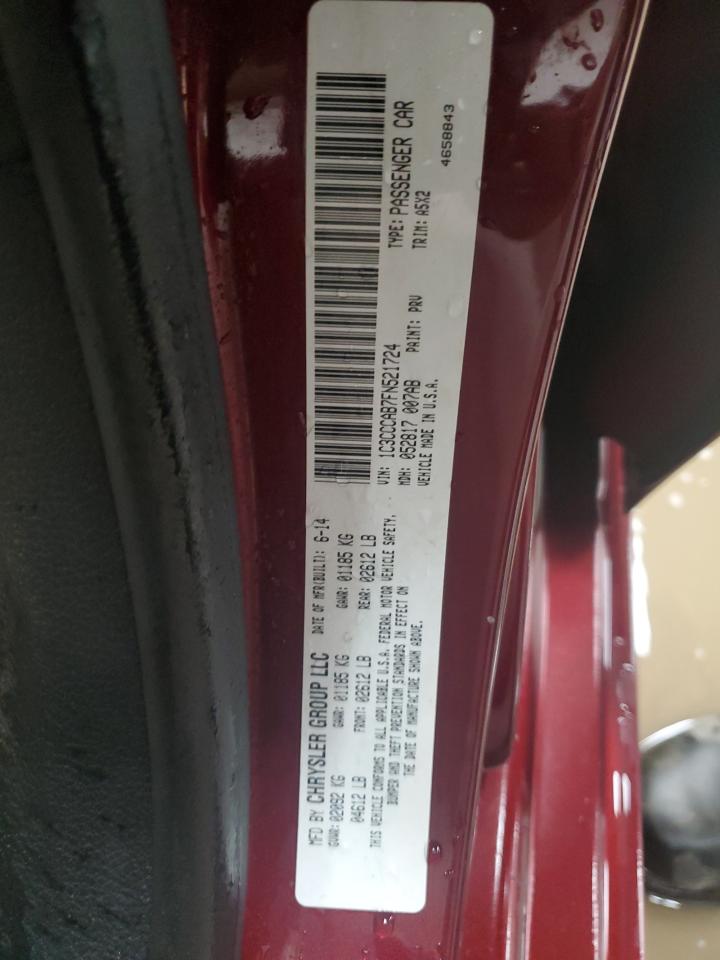 MFD BY CHRYSLER GROUP LLC DATE OF MFR(BUILT): 6-14
GVWR: 02092 KG GAWR: 01185 KG GAWR: 01185 KG
04612 LB FRONT: 02612 LB REAR: 02612 LB
THIS VEHICLE CONFORMS TO ALL APPLICABLE U.S.A. FEDERAL MOTOR VEHICLE SAFETY,
BUMPER AND THEFT PREVENTION STANDARDS IN EFFECT ON
THE DATE OF MANUFACTURE SHOWN ABOVE.
VIN: 1C3CCCAB7FN521724 TYPE: PASSENGER CAR
MDH: 052817 007AB PAINT: PRV TRIM: A5X2
VEHICLE MADE IN U.S.A.
4658843